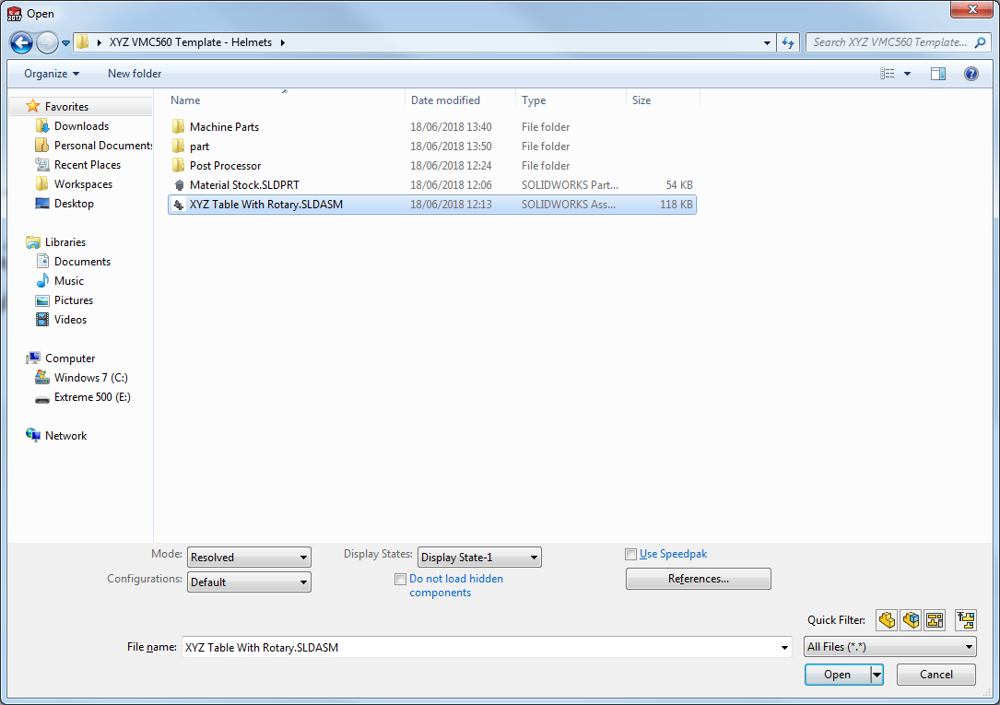 Open
XYZ VMC560 Template - Helmets
Search XYZ VMC560 Template...
Organize
New folder
Favorites
Downloads
Personal Documents
Recent Places
Workspaces
Desktop
Libraries
Documents
Music
Pictures
Videos
Computer
Windows 7 (C:)
Extreme 500 (E:)
Network
Name Date modified Type Size
Machine Parts 18/06/2018 13:40 File folder
part 18/06/2018 13:50 File folder
Post Processor 18/06/2018 12:24 File folder
Material Stock.SLDPRT 18/06/2018 12:06 SOLIDWORKS Part... 54 KB
XYZ Table With Rotary.SLDASM 18/06/2018 12:13 SOLIDWORKS Ass... 118 KB
Mode: Resolved
Configurations: Default
Display States: Display State-1
Do not load hidden
components
Use Speedpak
References...
Quick Filter:
File name: XYZ Table With Rotary.SLDASM
All Files (*.*)
Open
Cancel